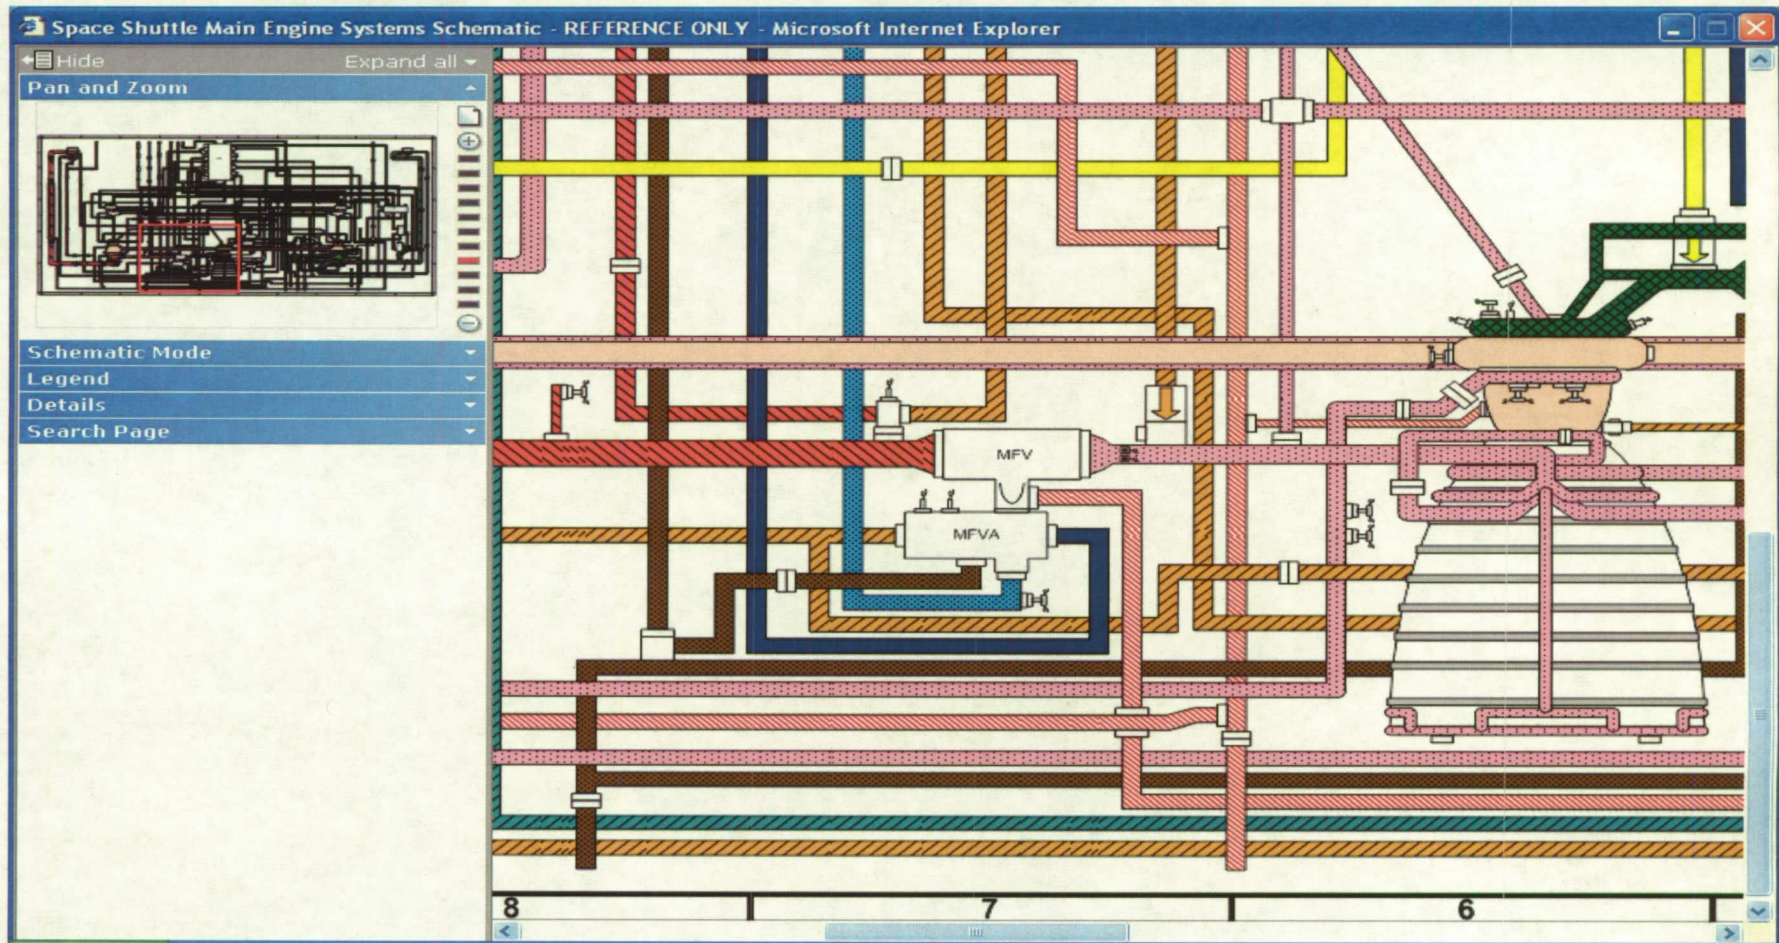 Space Shuttle Main Engine Systems Schematic - REFERENCE ONLY - Microsoft Internet Explorer
Hide Expand all
Pan and Zoom
Schematic Mode
Legend
Details
Search Page
MFV
MFVA
8 7 6